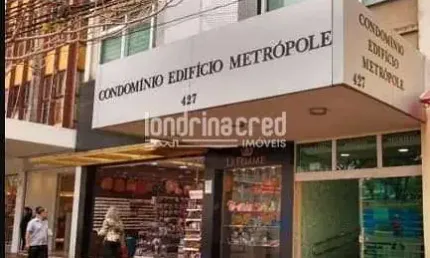 CONDOMÍNIO EDIFÍCIO METRÓPOLE
427
CONDOMÍNIO
EDIFÍCIO
METRÓPOLE
427
londrinacred
IMÓVEIS